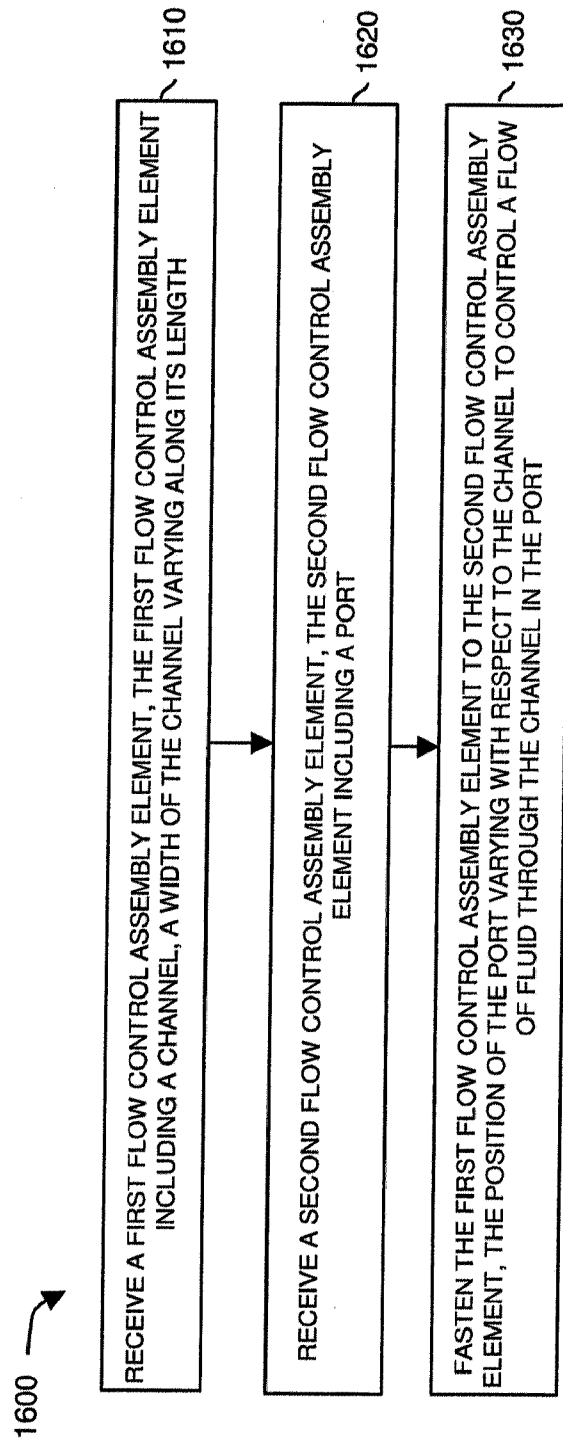 1600
RECEIVE A FIRST FLOW CONTROL ASSEMBLY ELEMENT, THE FIRST FLOW CONTROL ASSEMBLY ELEMENT
INCLUDING A CHANNEL, A WIDTH OF THE CHANNEL VARYING ALONG ITS LENGTH
1610
RECEIVE A SECOND FLOW CONTROL ASSEMBLY ELEMENT, THE SECOND FLOW CONTROL ASSEMBLY
ELEMENT INCLUDING A PORT
1620
FASTEN THE FIRST FLOW CONTROL ASSEMBLY ELEMENT TO THE SECOND FLOW CONTROL ASSEMBLY
ELEMENT, THE POSITION OF THE PORT VARYING WITH RESPECT TO THE CHANNEL TO CONTROL A FLOW
OF FLUID THROUGH THE CHANNEL IN THE PORT
1630